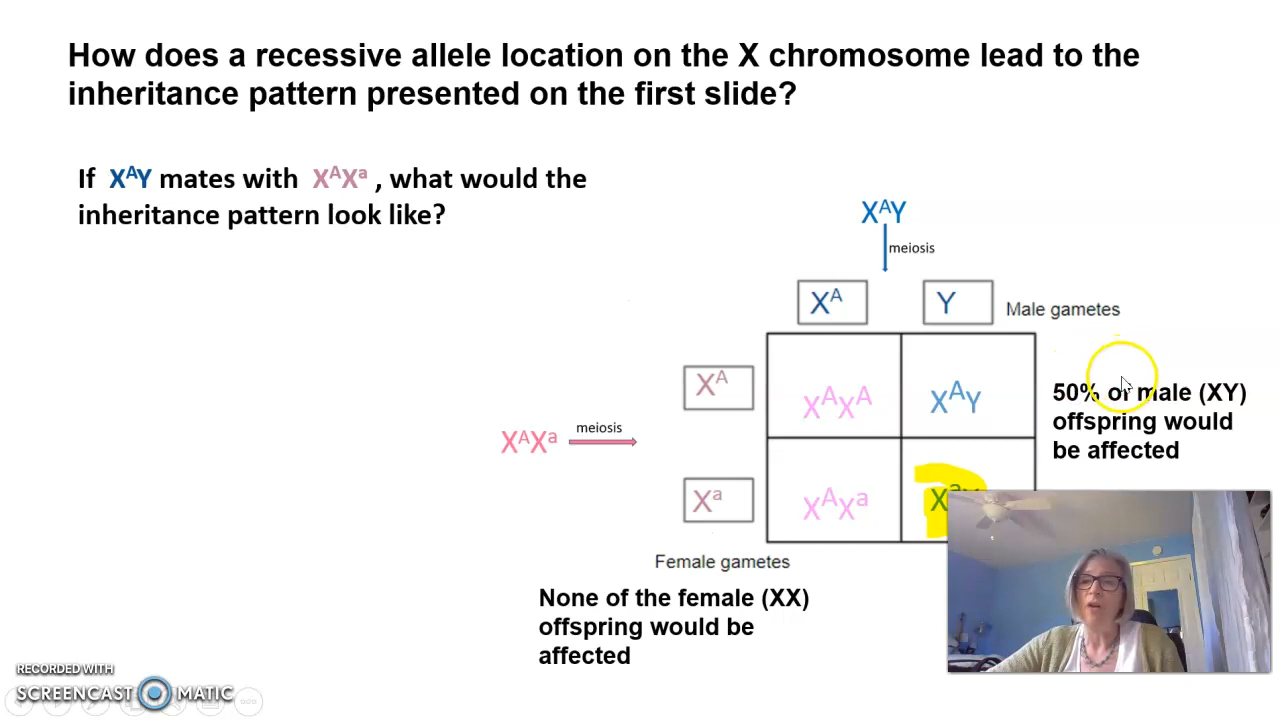 How does a recessive allele location on the X chromosome lead to the
inheritance pattern presented on the first slide?
If XᴬY mates with XᴬXᵃ , what would the
inheritance pattern look like?
XᴬY
meiosis
Xᴬ Y Male gametes
Xᴬ XᴬXᴬ XᴬY
50% of male (XY)
offspring would
be affected
XᴬXᵃ meiosis
Xᵃ XᴬXᵃ
Female gametes
None of the female (XX)
offspring would be
affected
RECORDED WITH
SCREENCAST MATIC